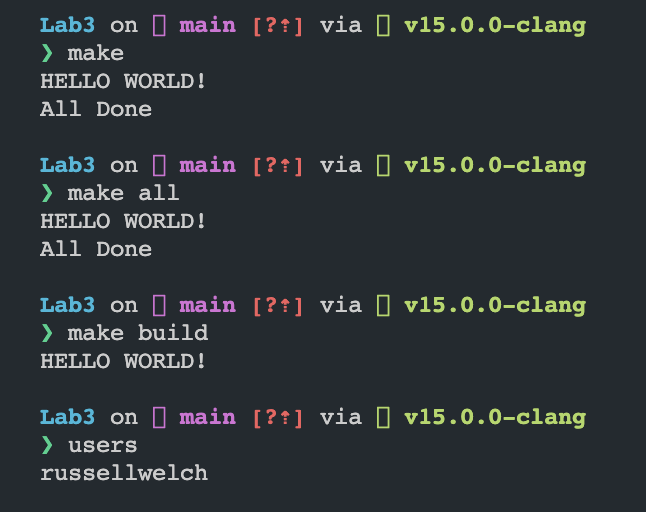 Lab3 on  main [?⇡] via  v15.0.0-clang
❯ make
HELLO WORLD!
All Done
Lab3 on  main [?⇡] via  v15.0.0-clang
❯ make all
HELLO WORLD!
All Done
Lab3 on  main [?⇡] via  v15.0.0-clang
❯ make build
HELLO WORLD!
Lab3 on  main [?⇡] via  v15.0.0-clang
❯ users
russellwelch